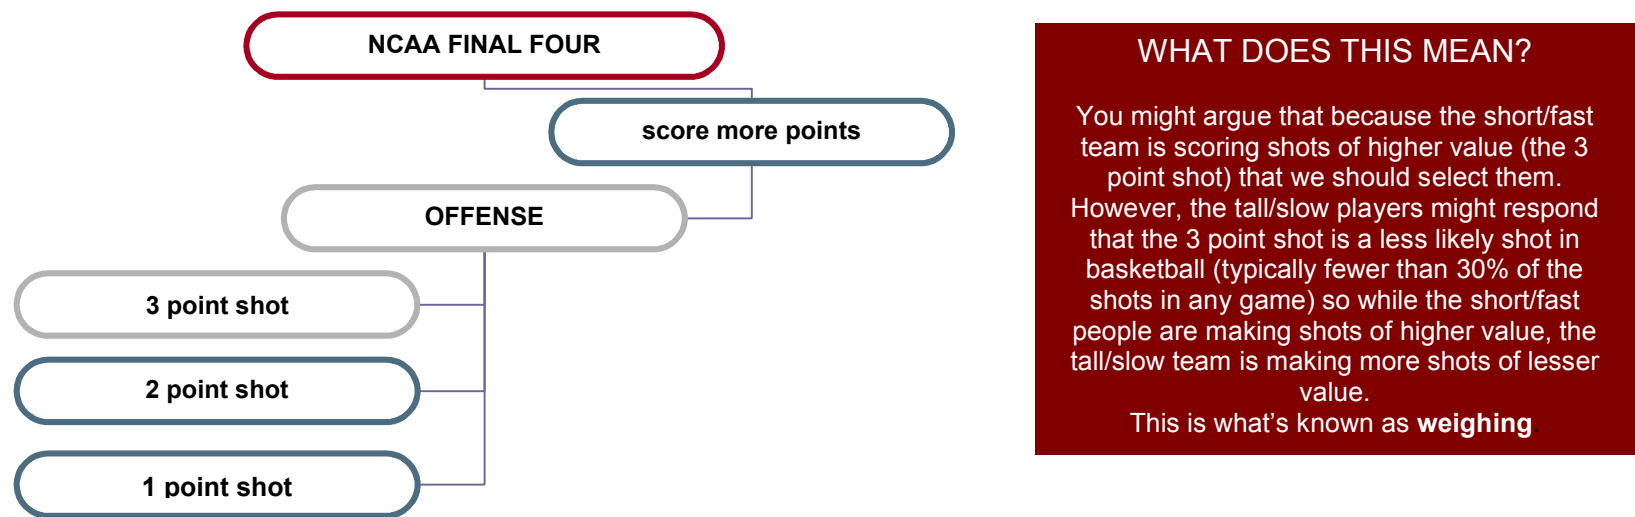 NCAA FINAL FOUR
score more points
OFFENSE
3 point shot
2 point shot
1 point shot
WHAT DOES THIS MEAN?
You might argue that because the short/fast
team is scoring shots of higher value (the 3
point shot) that we should select them.
However, the tall/slow players might respond
that the 3 point shot is a less likely shot in
basketball (typically fewer than 30% of the
shots in any game) so while the short/fast
people are making shots of higher value, the
tall/slow team is making more shots of lesser
value.
This is what’s known as weighing